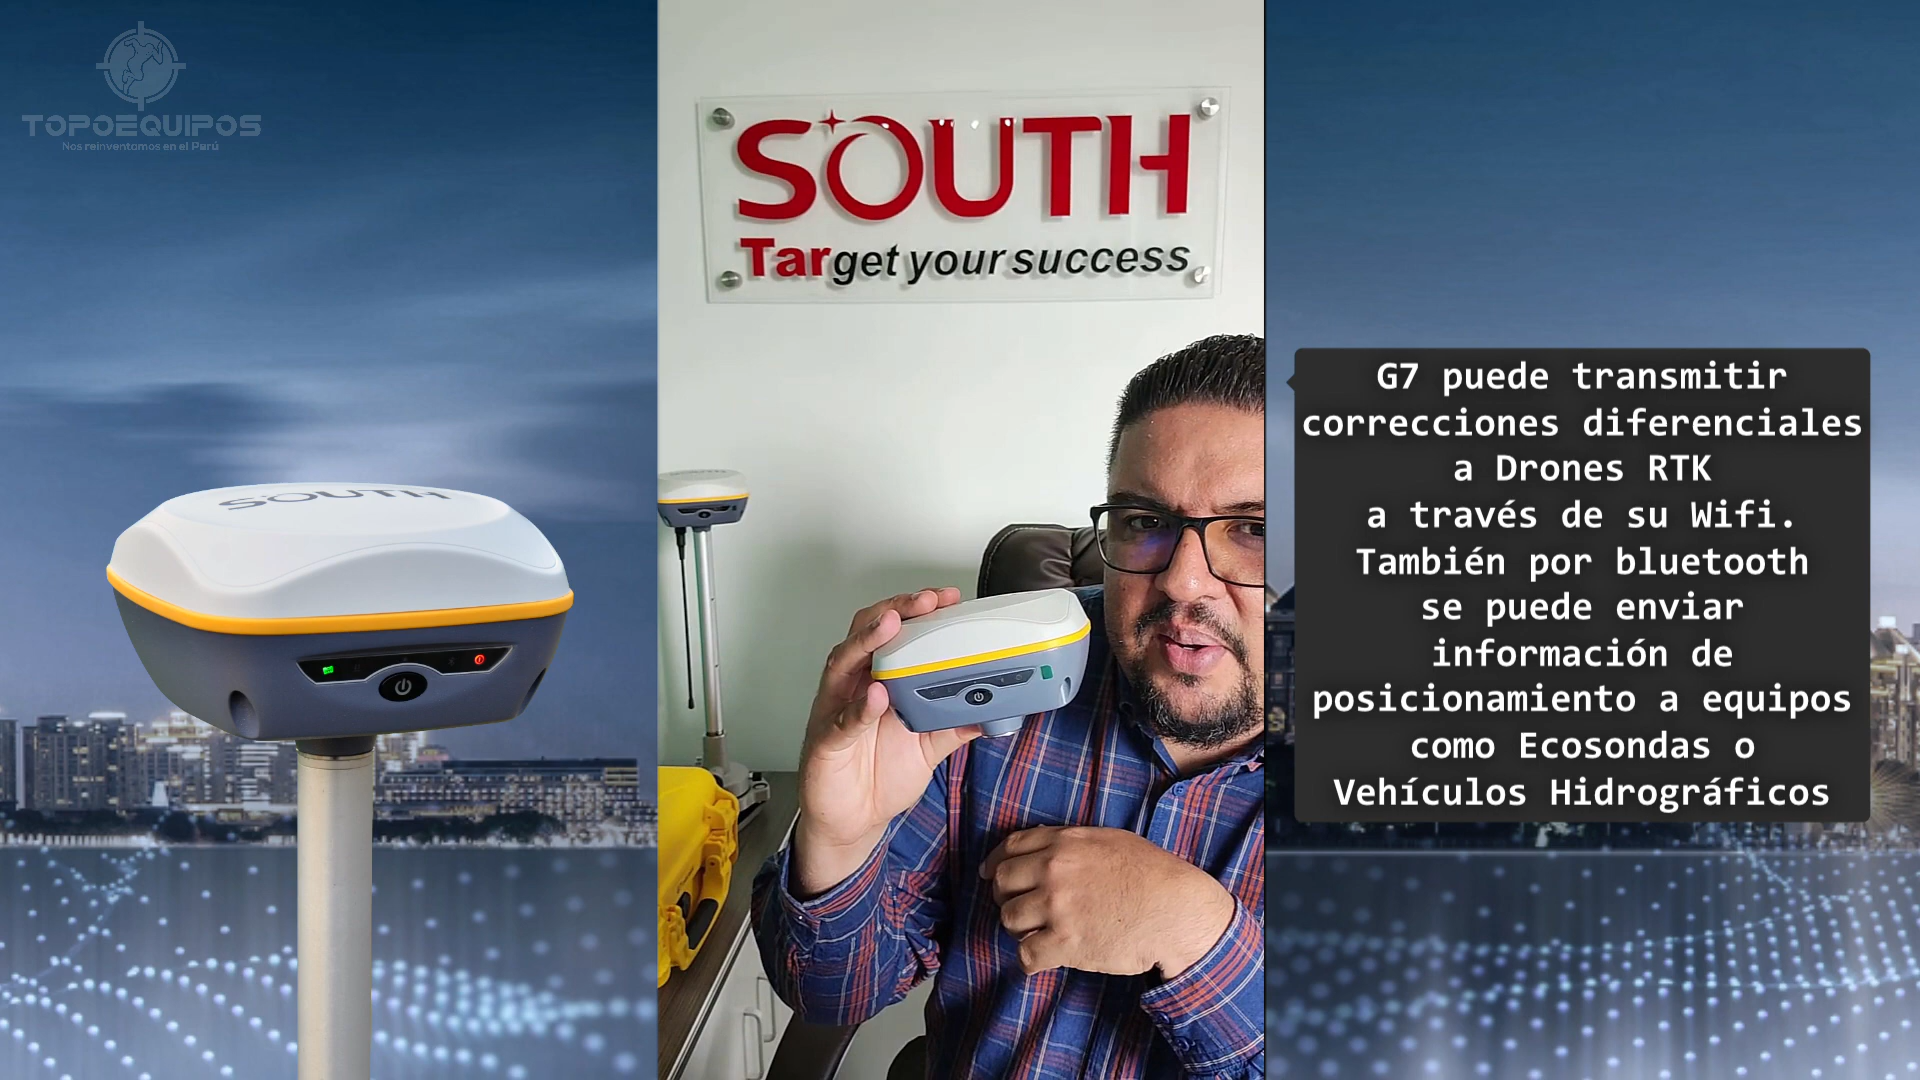 TOPOEQUIPOS
Nos reinventamos en el Perú
SOUTH
Target your success
SOUTH
G7 puede transmitir
correcciones diferenciales
a Drones RTK
a través de su Wifi.
También por bluetooth
se puede enviar
información de
posicionamiento a equipos
como Ecosondas o
Vehículos Hidrográficos